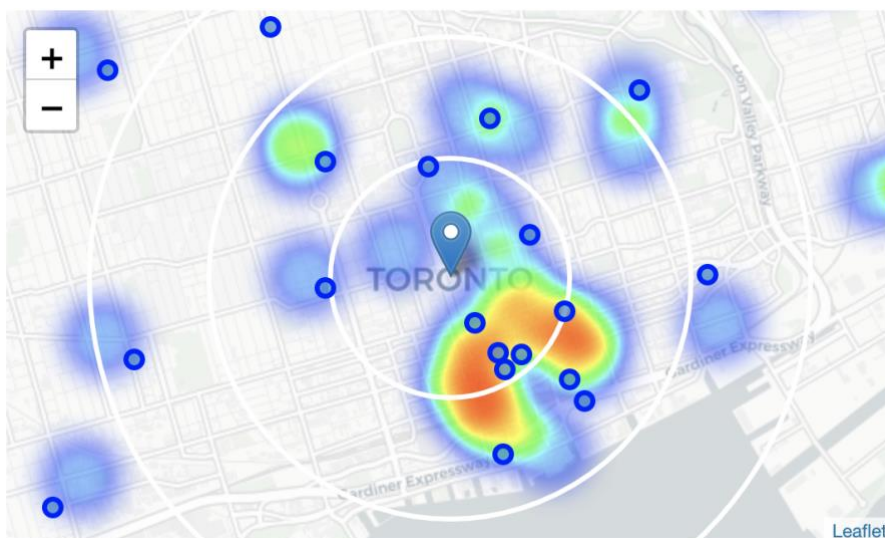 +
Don Valley Parkway
−
TORONTO
Gardiner Expressway
Gardiner Expressway
Leaflet